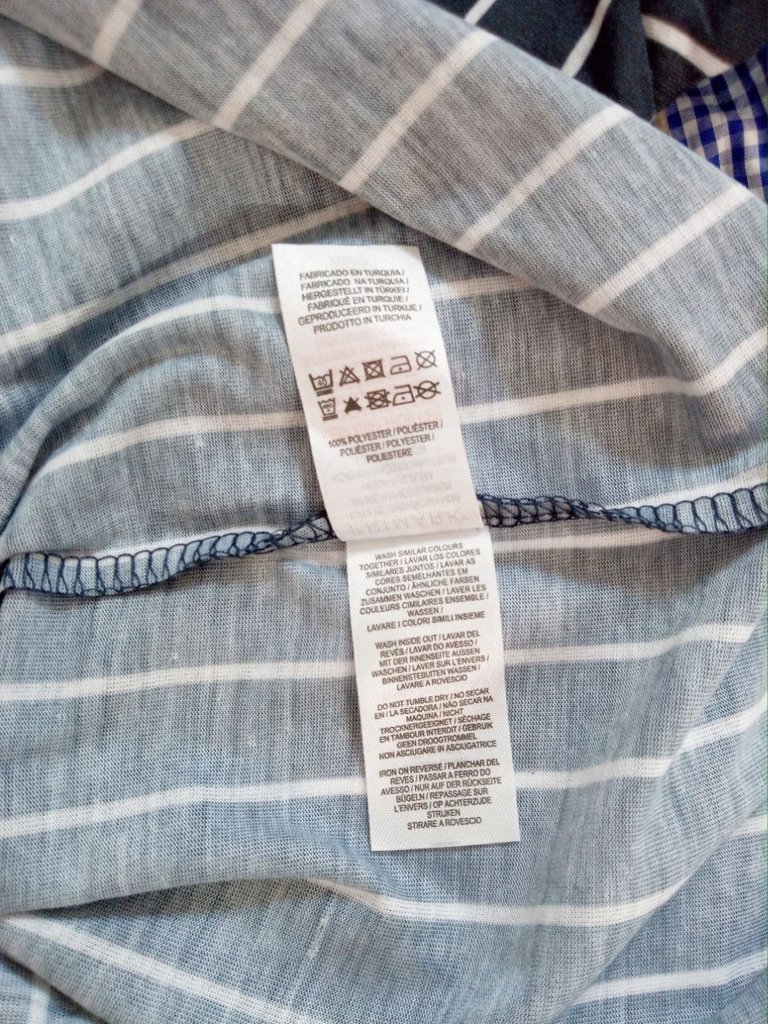 FABRICADO EN TURQUIA /
FABRICADO NA TURQUIA /
HERGESTELLT IN TÜRKEI /
FABRIQUÉ EN TURQUIE /
GEPRODUCEERD IN TURKIJE /
PRODOTTO IN TURCHIA
40
100% POLYESTER / POLIÉSTER /
POLIÉSTER / POLYESTER /
POLIESTERE
WASH SIMILAR COLOURS
TOGETHER / LAVAR LOS COLORES
SIMILARES JUNTOS / LAVAR AS
CORES SEMELHANTES EM
CONJUNTO / ÄHNLICHE FARBEN
ZUSAMMEN WASCHEN / LAVER LES
COULEURS CIMILAIRES ENSEMBLE /
WASSEN /
LAVARE I COLORI SIMILI INSIEME
WASH INSIDE OUT / LAVAR DEL
REVÉS / LAVAR DO AVESSO /
MIT DER INNENSEITE AUSSEN
WASCHEN / LAVER SUR L'ENVERS /
BINNENSTEBUITEN WASSEN /
LAVARE A ROVESCIO
DO NOT TUMBLE DRY / NO SECAR
EN / LA SECADORA / NÃO SECAR NA
MAQUINA / NICHT
TROCKNERGEEIGNET / SÉCHAGE
EN TAMBOUR INTERDIT / GEBRUIK
GEEN DROOGTROMMEL
NON ASCIUGARE IN ASCIUGATRICE
IRON ON REVERSE / PLANCHAR DEL
REVES / PASSAR A FERRO DO
AVESSO / NUR AUF DER RÜCKSEITE
BÜGELN / REPASSAGE SUR
L'ENVERS / OP ACHTERZIJDE
STRIJKEN
STIRARE A ROVESCIO